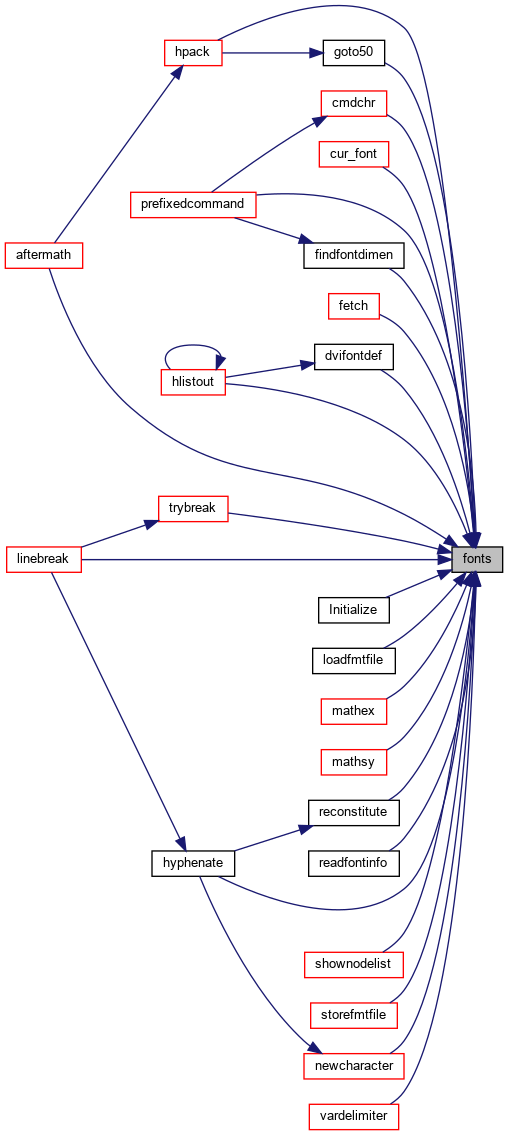 hpack
goto50
cmdchr
cur_font
prefixedcommand
aftermath
findfontdimen
fetch
dvifontdef
hlistout
trybreak
linebreak
fonts
Initialize
loadfmtfile
mathex
mathsy
reconstitute
hyphenate
readfontinfo
shownodelist
storefmtfile
newcharacter
vardelimiter